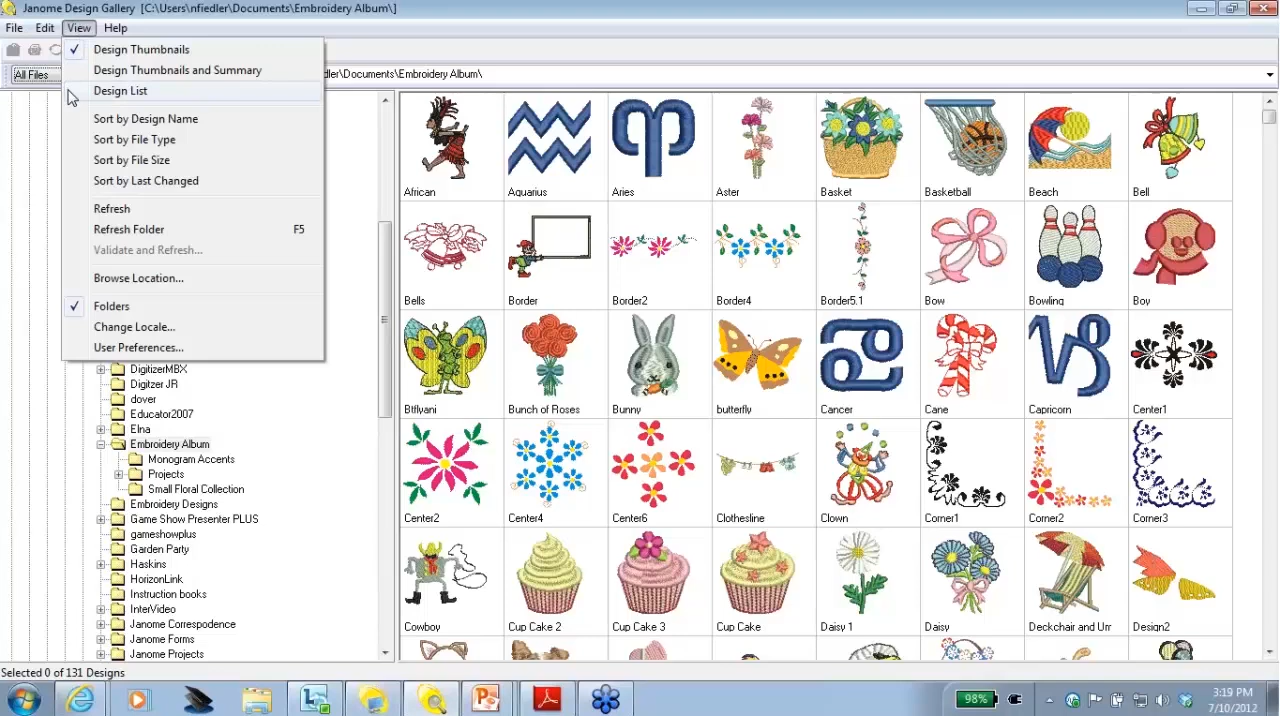 Janome Design Gallery [C:\Users\nfiedler\Documents\Embroidery Album\]
File Edit View Help
All Files
dler\Documents\Embroidery Album\
Design Thumbnails
Design Thumbnails and Summary
Design List
Sort by Design Name
Sort by File Type
Sort by File Size
Sort by Last Changed
Refresh
Refresh Folder F5
Validate and Refresh...
Browse Location...
Folders
Change Locale...
User Preferences...
DigitizerMBX
Digitzer JR
dover
Educator2007
Elna
Embroidery Album
Monogram Accents
Projects
Small Floral Collection
Embroidery Designs
Game Show Presenter PLUS
gameshowplus
Garden Party
Haskins
HorizonLink
Instruction books
InterVideo
Janome Correspodence
Janome Forms
Janome Projects
African Aquarius Aries Aster Basket Basketball Beach Bell
Bells Border Border2 Border4 Border5.1 Bow Bowling Boy
Btflyani Bunch of Roses Bunny butterfly Cancer Cane Capricorn Center1
Center2 Center4 Center6 Clothesline Clown Corner1 Corner2 Corner3
Cowboy Cup Cake 2 Cup Cake 3 Cup Cake Daisy 1 Daisy Deckchair and Umr Design2
Selected 0 of 131 Designs
98%
3:19 PM
7/10/2012